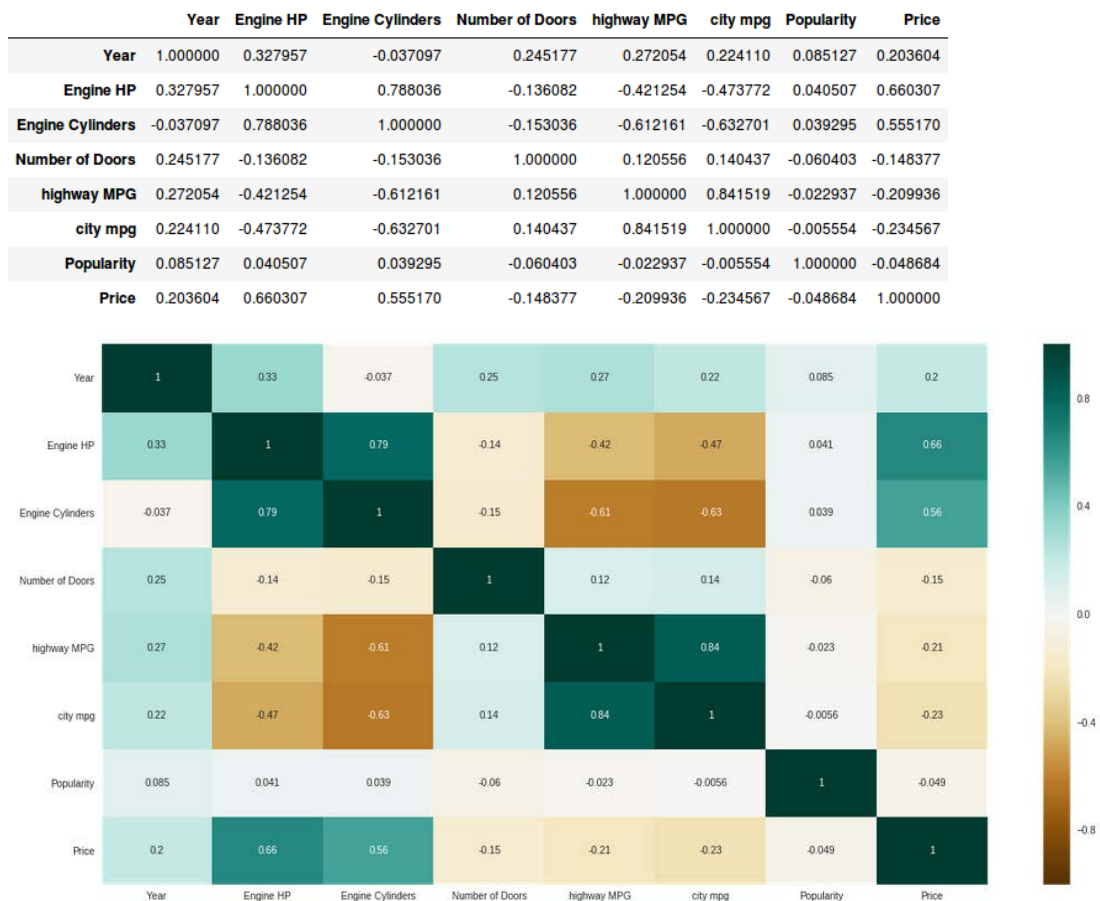 Year Engine HP Engine Cylinders Number of Doors highway MPG city mpg Popularity Price
Year 1.000000 0.327957 -0.037097 0.245177 0.272054 0.224110 0.085127 0.203604
Engine HP 0.327957 1.000000 0.788036 -0.136082 -0.421254 -0.473772 0.040507 0.660307
Engine Cylinders -0.037097 0.788036 1.000000 -0.153036 -0.612161 -0.632701 0.039295 0.555170
Number of Doors 0.245177 -0.136082 -0.153036 1.000000 0.120556 0.140437 -0.060403 -0.148377
highway MPG 0.272054 -0.421254 -0.612161 0.120556 1.000000 0.841519 -0.022937 -0.209936
city mpg 0.224110 -0.473772 -0.632701 0.140437 0.841519 1.000000 -0.005554 -0.234567
Popularity 0.085127 0.040507 0.039295 -0.060403 -0.022937 -0.005554 1.000000 -0.048684
Price 0.203604 0.660307 0.555170 -0.148377 -0.209936 -0.234567 -0.048684 1.000000
Year 1 0.33 -0.037 0.25 0.27 0.22 0.085 0.2
0.8
Engine HP 0.33 1 0.79 -0.14 -0.42 -0.47 0.041 0.66
Engine Cylinders -0.037 0.79 1 -0.15 -0.61 -0.63 0.039 0.56
0.4
Number of Doors 0.25 -0.14 -0.15 1 0.12 0.14 -0.06 -0.15
0.0
highway MPG 0.27 -0.42 -0.61 0.12 1 0.84 -0.023 -0.21
city mpg 0.22 -0.47 -0.63 0.14 0.84 1 -0.0056 -0.23
-0.4
Popularity 0.085 0.041 0.039 -0.06 -0.023 -0.0056 1 -0.049
-0.8
Price 0.2 0.66 0.56 -0.15 -0.21 -0.23 -0.049 1
Year Engine HP Engine Cylinders Number of Doors highway MPG city mpg Popularity Price